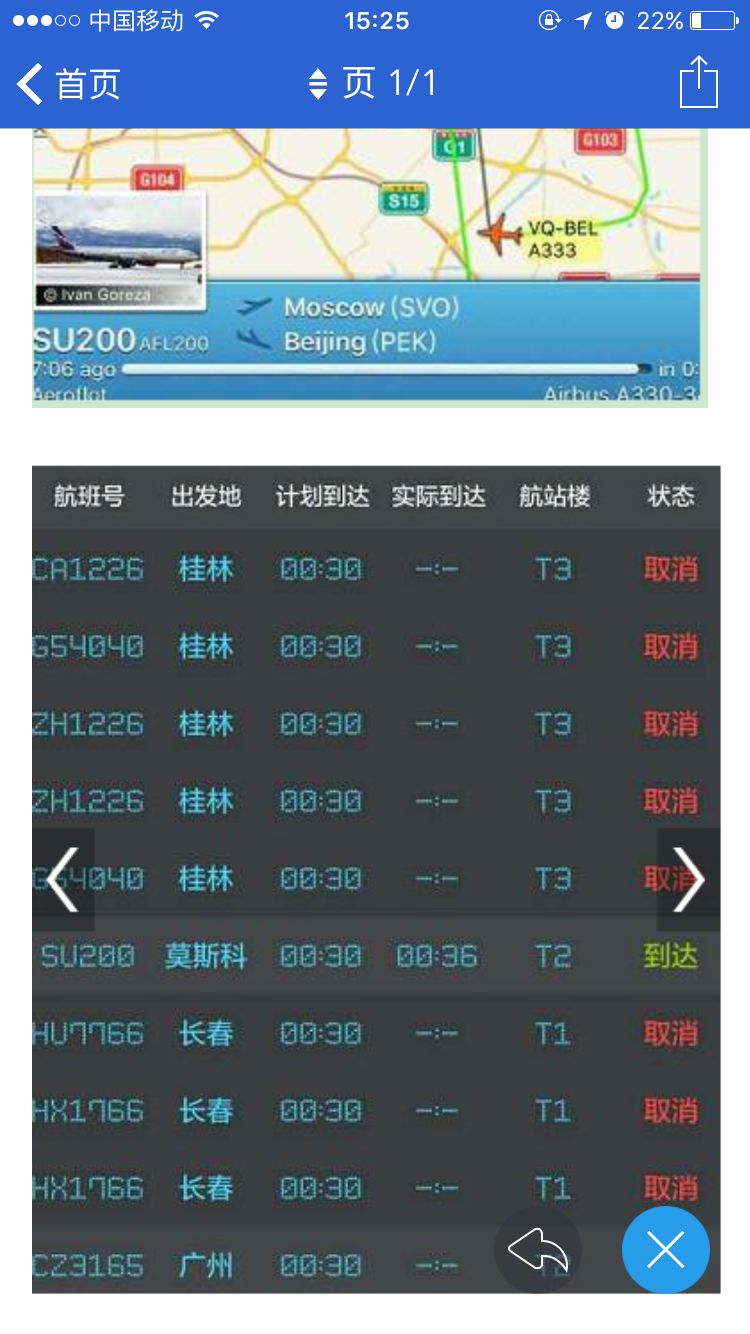 中国移动 15:25 22%
首页 页 1/1
G1 G103
G104
S15
VQ-BEL
A333
© Ivan Goreza
Moscow (SVO)
SU200 AFL200 Beijing (PEK)
7:06 ago in 0:
Aeroflot Airbus A330-3
航班号 出发地 计划到达 实际到达 航站楼 状态
CA1226 桂林 00:30 --:-- T3 取消
G54040 桂林 00:30 --:-- T3 取消
ZH1226 桂林 00:30 --:-- T3 取消
ZH1226 桂林 00:30 --:-- T3 取消
G54040 桂林 00:30 --:-- T3 取消
SU200 莫斯科 00:30 00:36 T2 到达
HU7766 长春 00:30 --:-- T1 取消
HX1766 长春 00:30 --:-- T1 取消
HX1766 长春 00:30 --:-- T1 取消
CZ3165 广州 00:30 --:--